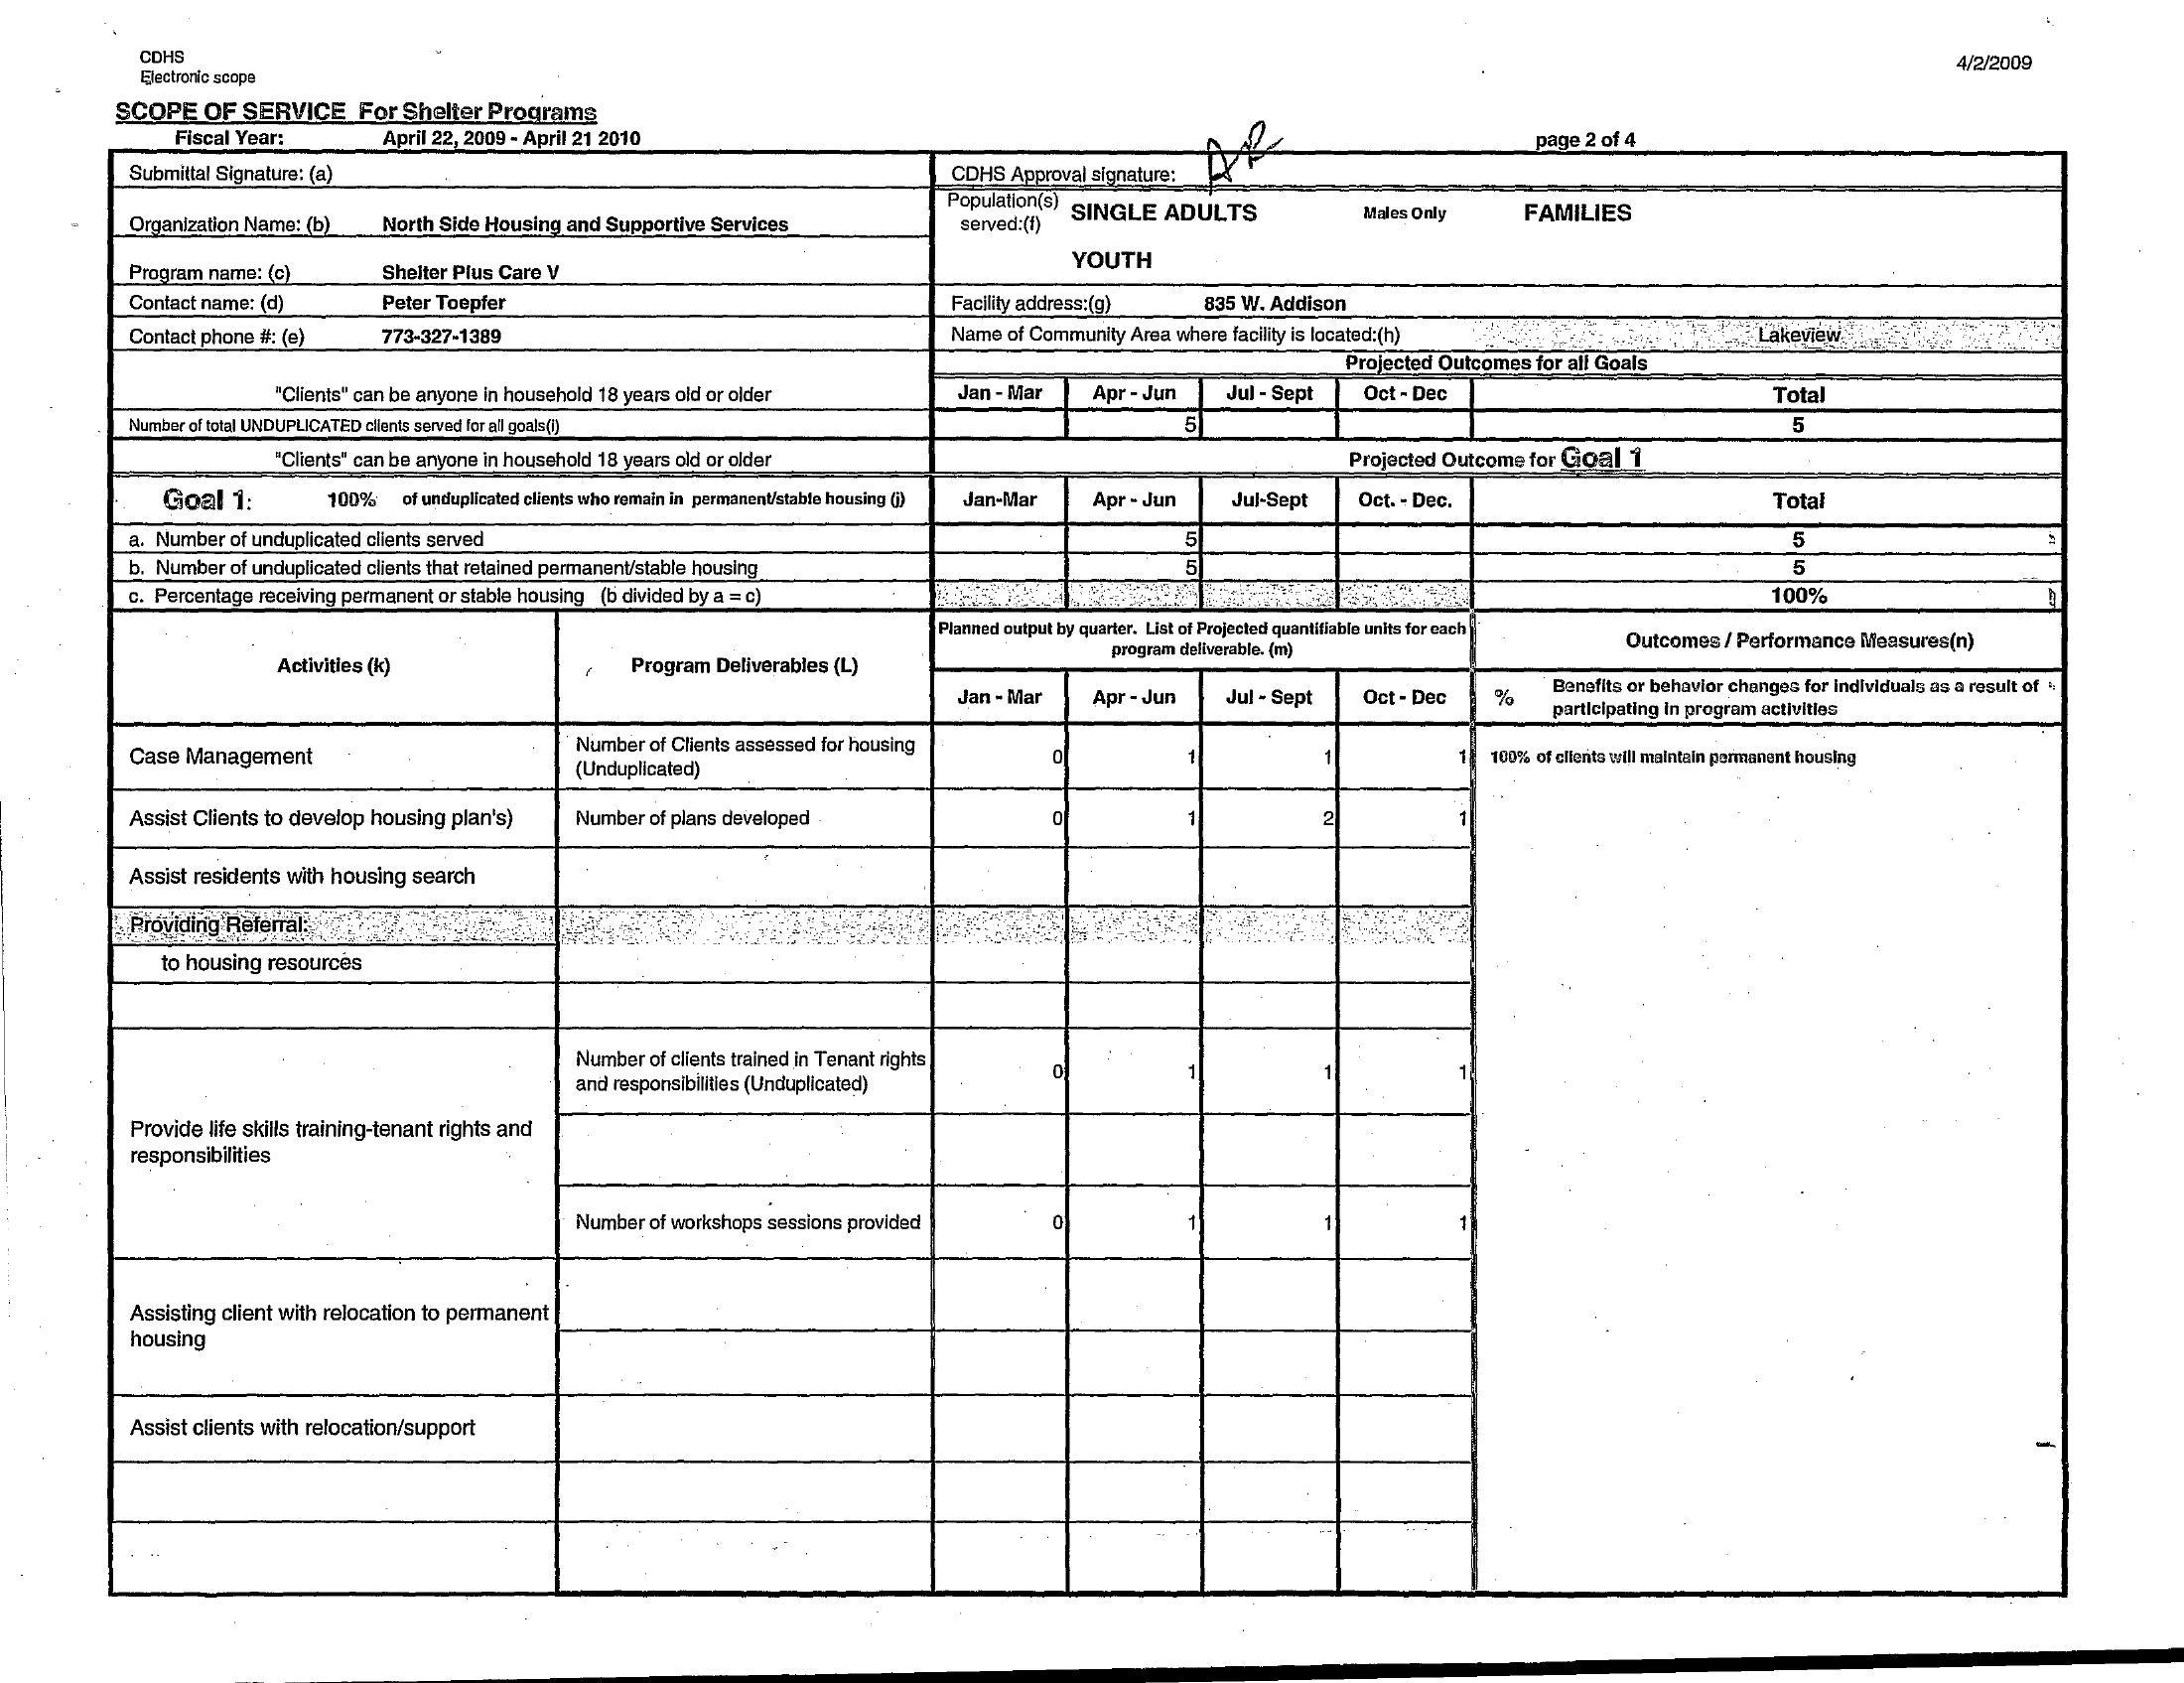 CDHS
Electronic scope
4/2/2009
SCOPE OF SERVICE For Shelter Programs
Fiscal Year: April 22, 2009 - April 21 2010
page 2 of 4
Submittal Signature: (a)
CDHS Approval signature:
Organization Name: (b) North Side Housing and Supportive Services
Population(s) served:(f) SINGLE ADULTS Males Only FAMILIES
YOUTH
Program name: (c) Shelter Plus Care V
Contact name: (d) Peter Toepfer
Facility address:(g) 835 W. Addison
Contact phone #: (e) 773-327-1389
Name of Community Area where facility is located:(h) Lakeview
Projected Outcomes for all Goals
"Clients" can be anyone in household 18 years old or older Jan - Mar Apr - Jun Jul - Sept Oct - Dec Total
Number of total UNDUPLICATED clients served for all goals(i) 5 5
"Clients" can be anyone in household 18 years old or older Projected Outcome for Goal 1
Goal 1: 100% of unduplicated clients who remain in permanent/stable housing (j) Jan-Mar Apr - Jun Jul-Sept Oct. - Dec. Total
a. Number of unduplicated clients served 5 5
b. Number of unduplicated clients that retained permanent/stable housing 5 5
c. Percentage receiving permanent or stable housing (b divided by a = c) 100%
Activities (k) Program Deliverables (L)
Planned output by quarter. List of Projected quantifiable units for each
program deliverable. (m)
Outcomes / Performance Measures(n)
Jan - Mar Apr - Jun Jul - Sept Oct - Dec
% Benefits or behavior changes for individuals as a result of
participating in program activities
Case Management
Number of Clients assessed for housing
(Unduplicated)
0 1 1 1
100% of clients will maintain permanent housing
Assist Clients to develop housing plan's) Number of plans developed 0 1 2 1
Assist residents with housing search
Providing Referral:
to housing resources
Provide life skills training-tenant rights and
responsibilities
Number of clients trained in Tenant rights
and responsibilities (Unduplicated)
0 1 1 1
Number of workshops sessions provided 0 1 1 1
Assisting client with relocation to permanent
housing
Assist clients with relocation/support